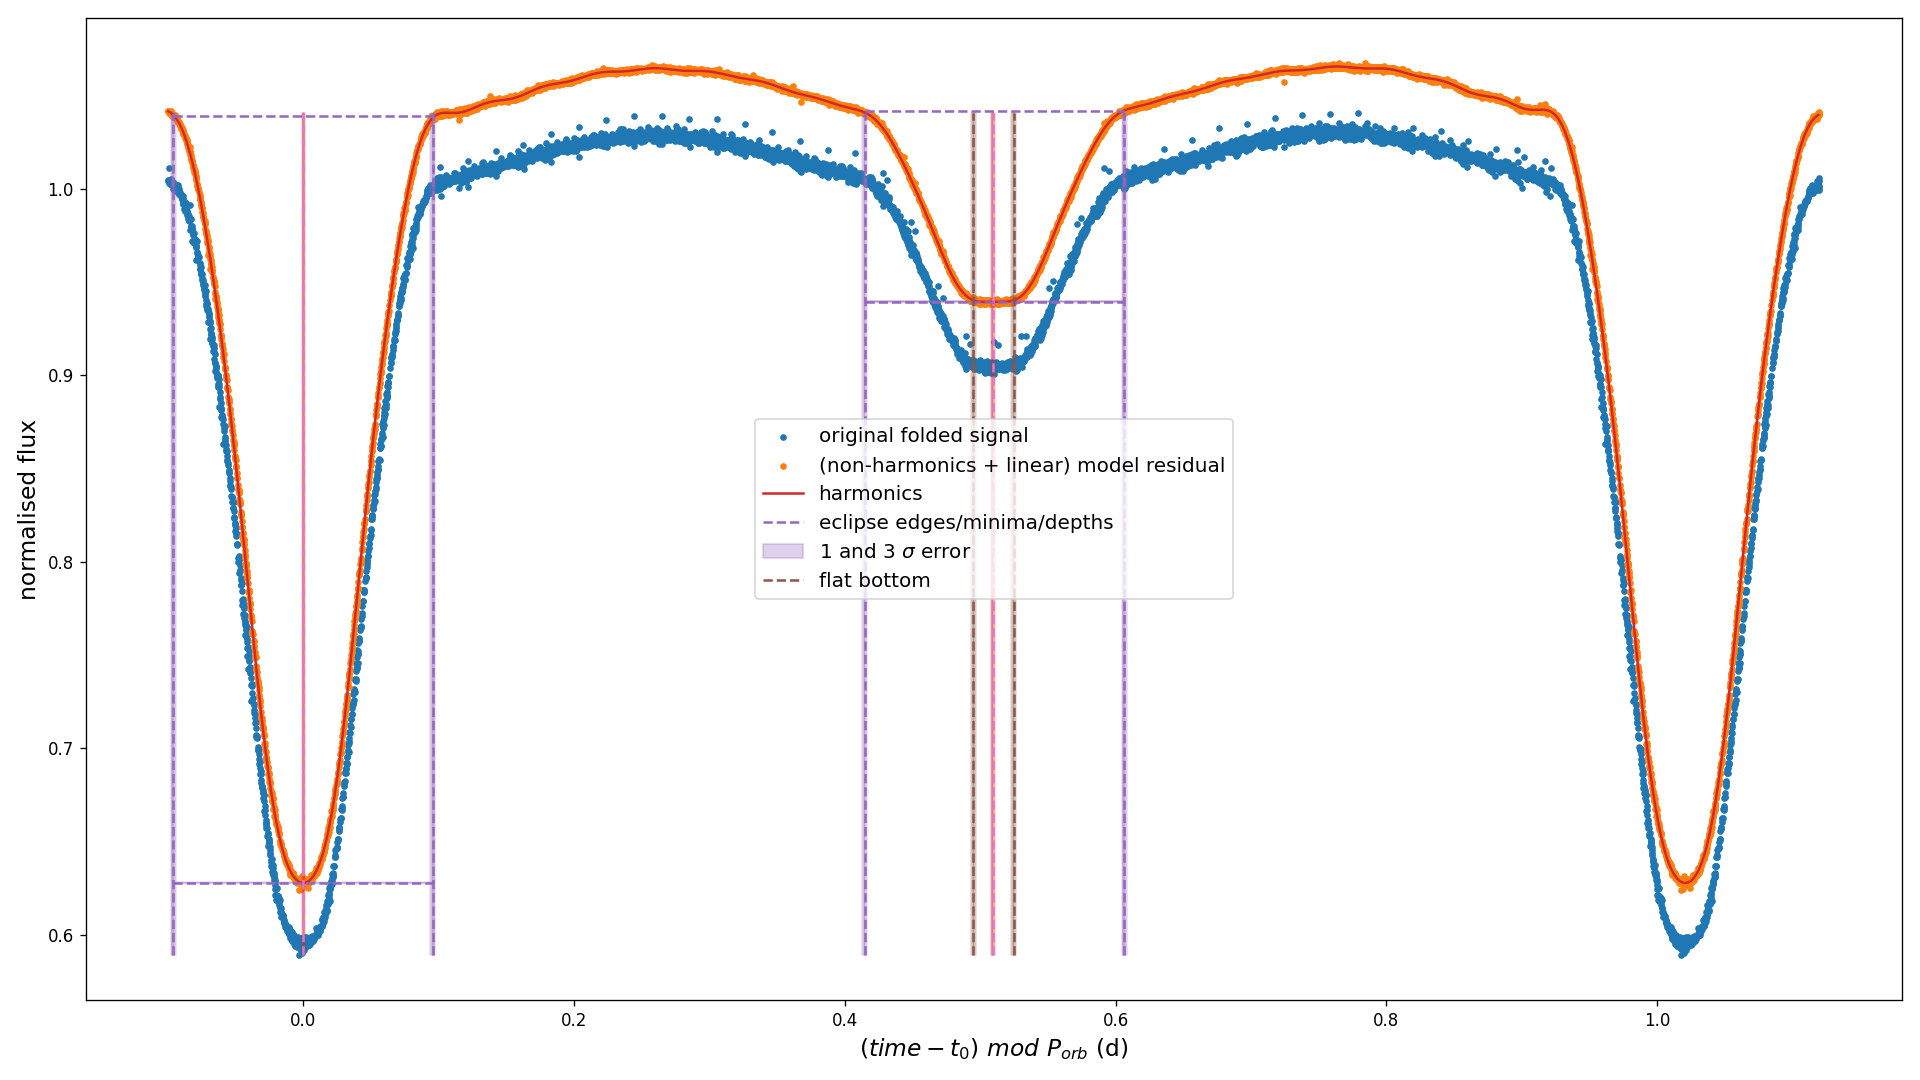 normalised flux
1.0
0.9
0.8
0.7
0.6
original folded signal
(non-harmonics + linear) model residual
harmonics
eclipse edges/minima/depths
1 and 3 σ error
flat bottom
0.0 0.2 0.4 0.6 0.8 1.0
(time − t₀) mod Pₒᵣb (d)